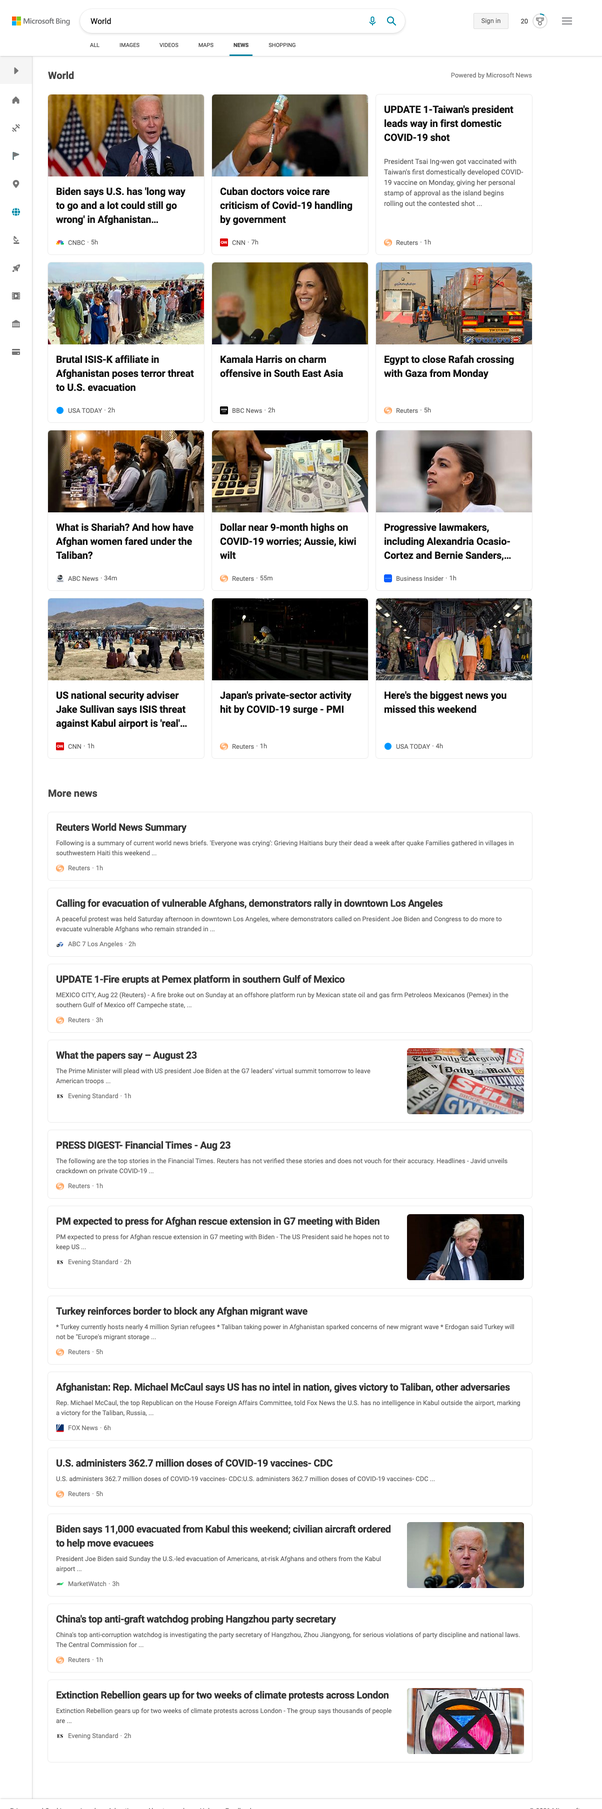 Microsoft Bing
World
Sign in
20
ALL
IMAGES
VIDEOS
MAPS
NEWS
SHOPPING
World
Powered by Microsoft News
Biden says U.S. has 'long way
to go and a lot could still go
wrong' in Afghanistan...
CNBC · 5h
Cuban doctors voice rare
criticism of Covid-19 handling
by government
CNN · 7h
UPDATE 1-Taiwan's president
leads way in first domestic
COVID-19 shot
President Tsai Ing-wen got vaccinated with
Taiwan's first domestically developed COVID-
19 vaccine on Monday, giving her personal
stamp of approval as the island begins
rolling out the contested shot ...
Reuters · 1h
Brutal ISIS-K affiliate in
Afghanistan poses terror threat
to U.S. evacuation
USA TODAY · 2h
Kamala Harris on charm
offensive in South East Asia
BBC News · 2h
Egypt to close Rafah crossing
with Gaza from Monday
Reuters · 5h
What is Shariah? And how have
Afghan women fared under the
Taliban?
ABC News · 34m
Dollar near 9-month highs on
COVID-19 worries; Aussie, kiwi
wilt
Reuters · 55m
Progressive lawmakers,
including Alexandria Ocasio-
Cortez and Bernie Sanders,...
Business Insider · 1h
US national security adviser
Jake Sullivan says ISIS threat
against Kabul airport is 'real'...
CNN · 1h
Japan's private-sector activity
hit by COVID-19 surge - PMI
Reuters · 1h
Here's the biggest news you
missed this weekend
USA TODAY · 4h
More news
Reuters World News Summary
Following is a summary of current world news briefs. 'Everyone was crying': Grieving Haitians bury their dead a week after quake Families gathered in villages in
southwestern Haiti this weekend ...
Reuters · 1h
Calling for evacuation of vulnerable Afghans, demonstrators rally in downtown Los Angeles
A peaceful protest was held Saturday afternoon in downtown Los Angeles, where demonstrators called on President Joe Biden and Congress to do more to
evacuate vulnerable Afghans who remain stranded in ...
ABC 7 Los Angeles · 2h
UPDATE 1-Fire erupts at Pemex platform in southern Gulf of Mexico
MEXICO CITY, Aug 22 (Reuters) - A fire broke out on Sunday at an offshore platform run by Mexican state oil and gas firm Petroleos Mexicanos (Pemex) in the
southern Gulf of Mexico off Campeche state, ...
Reuters · 3h
What the papers say – August 23
The Prime Minister will plead with US president Joe Biden at the G7 leaders' virtual summit tomorrow to leave
American troops ...
ES Evening Standard · 1h
The Daily Telegraph
Daily Mail
TIMES
Sun
PRESS DIGEST- Financial Times - Aug 23
The following are the top stories in the Financial Times. Reuters has not verified these stories and does not vouch for their accuracy. Headlines - Javid unveils
crackdown on private COVID-19 ...
Reuters · 1h
PM expected to press for Afghan rescue extension in G7 meeting with Biden
PM expected to press for Afghan rescue extension in G7 meeting with Biden - The US President said he hopes not to
keep US ...
ES Evening Standard · 2h
Turkey reinforces border to block any Afghan migrant wave
* Turkey currently hosts nearly 4 million Syrian refugees * Taliban taking power in Afghanistan sparked concerns of new migrant wave * Erdogan said Turkey will
not be "Europe's migrant storage ...
Reuters · 5h
Afghanistan: Rep. Michael McCaul says US has no intel in nation, gives victory to Taliban, other adversaries
Rep. Michael McCaul, the top Republican on the House Foreign Affairs Committee, told Fox News the U.S. has no intelligence in Kabul outside the airport, marking
a victory for the Taliban, Russia, ...
FOX News · 6h
U.S. administers 362.7 million doses of COVID-19 vaccines- CDC
U.S. administers 362.7 million doses of COVID-19 vaccines- CDC:U.S. administers 362.7 million doses of COVID-19 vaccines- CDC ...
Reuters · 5h
Biden says 11,000 evacuated from Kabul this weekend; civilian aircraft ordered
to help move evacuees
President Joe Biden said Sunday the U.S.-led evacuation of Americans, at-risk Afghans and others from the Kabul
airport ...
MarketWatch · 3h
China's top anti-graft watchdog probing Hangzhou party secretary
China's top anti-corruption watchdog is investigating the party secretary of Hangzhou, Zhou Jiangyong, for serious violations of party discipline and national laws.
The Central Commission for ...
Reuters · 1h
Extinction Rebellion gears up for two weeks of climate protests across London
Extinction Rebellion gears up for two weeks of climate protests across London - The group says thousands of people
are ...
ES Evening Standard · 2h
WE WANT